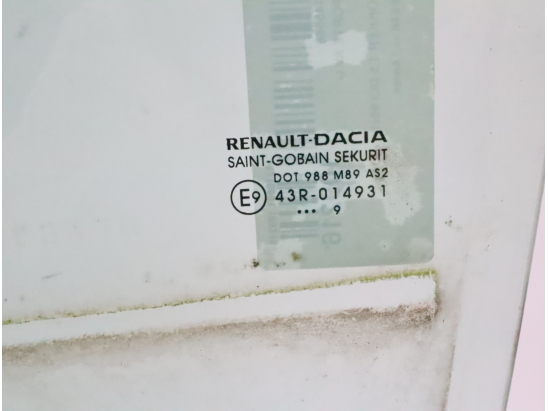 RENAULT-DACIA
SAINT-GOBAIN SEKURIT
DOT 988 M89 AS2
E9 43R-014931
••• 9